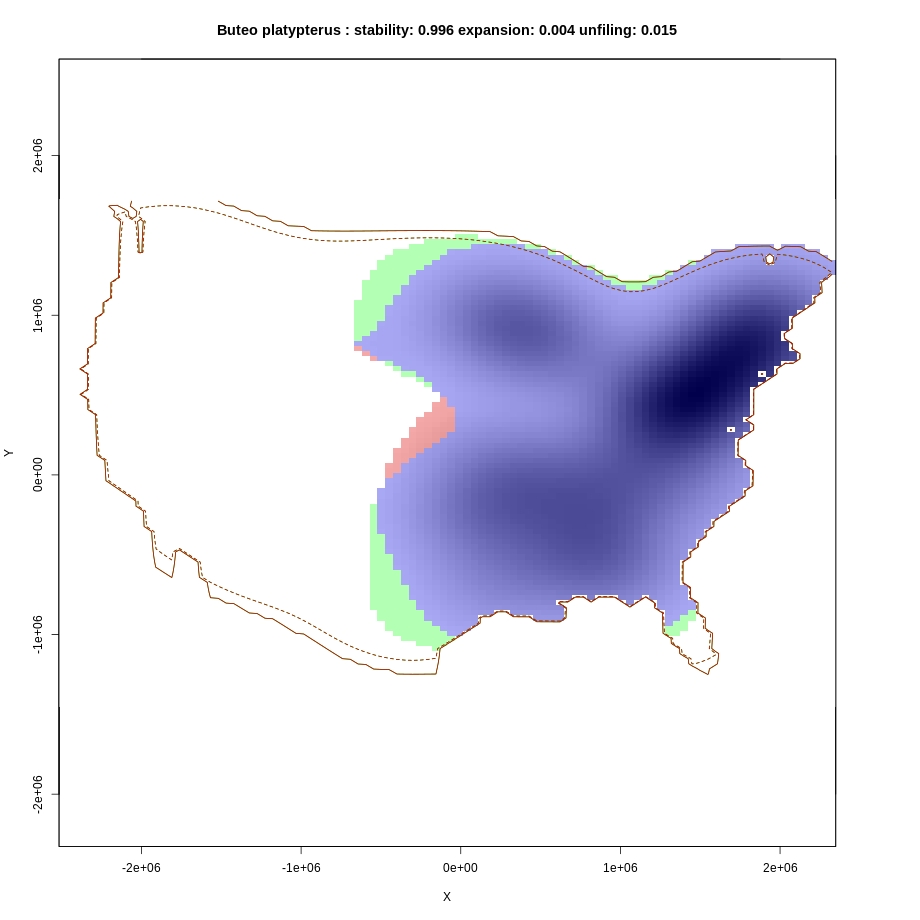 Buteo platypterus : stability: 0.996 expansion: 0.004 unfiling: 0.015
2e+06
1e+06
Y
0e+00
-1e+06
-2e+06
-2e+06 -1e+06 0e+00 1e+06 2e+06
X